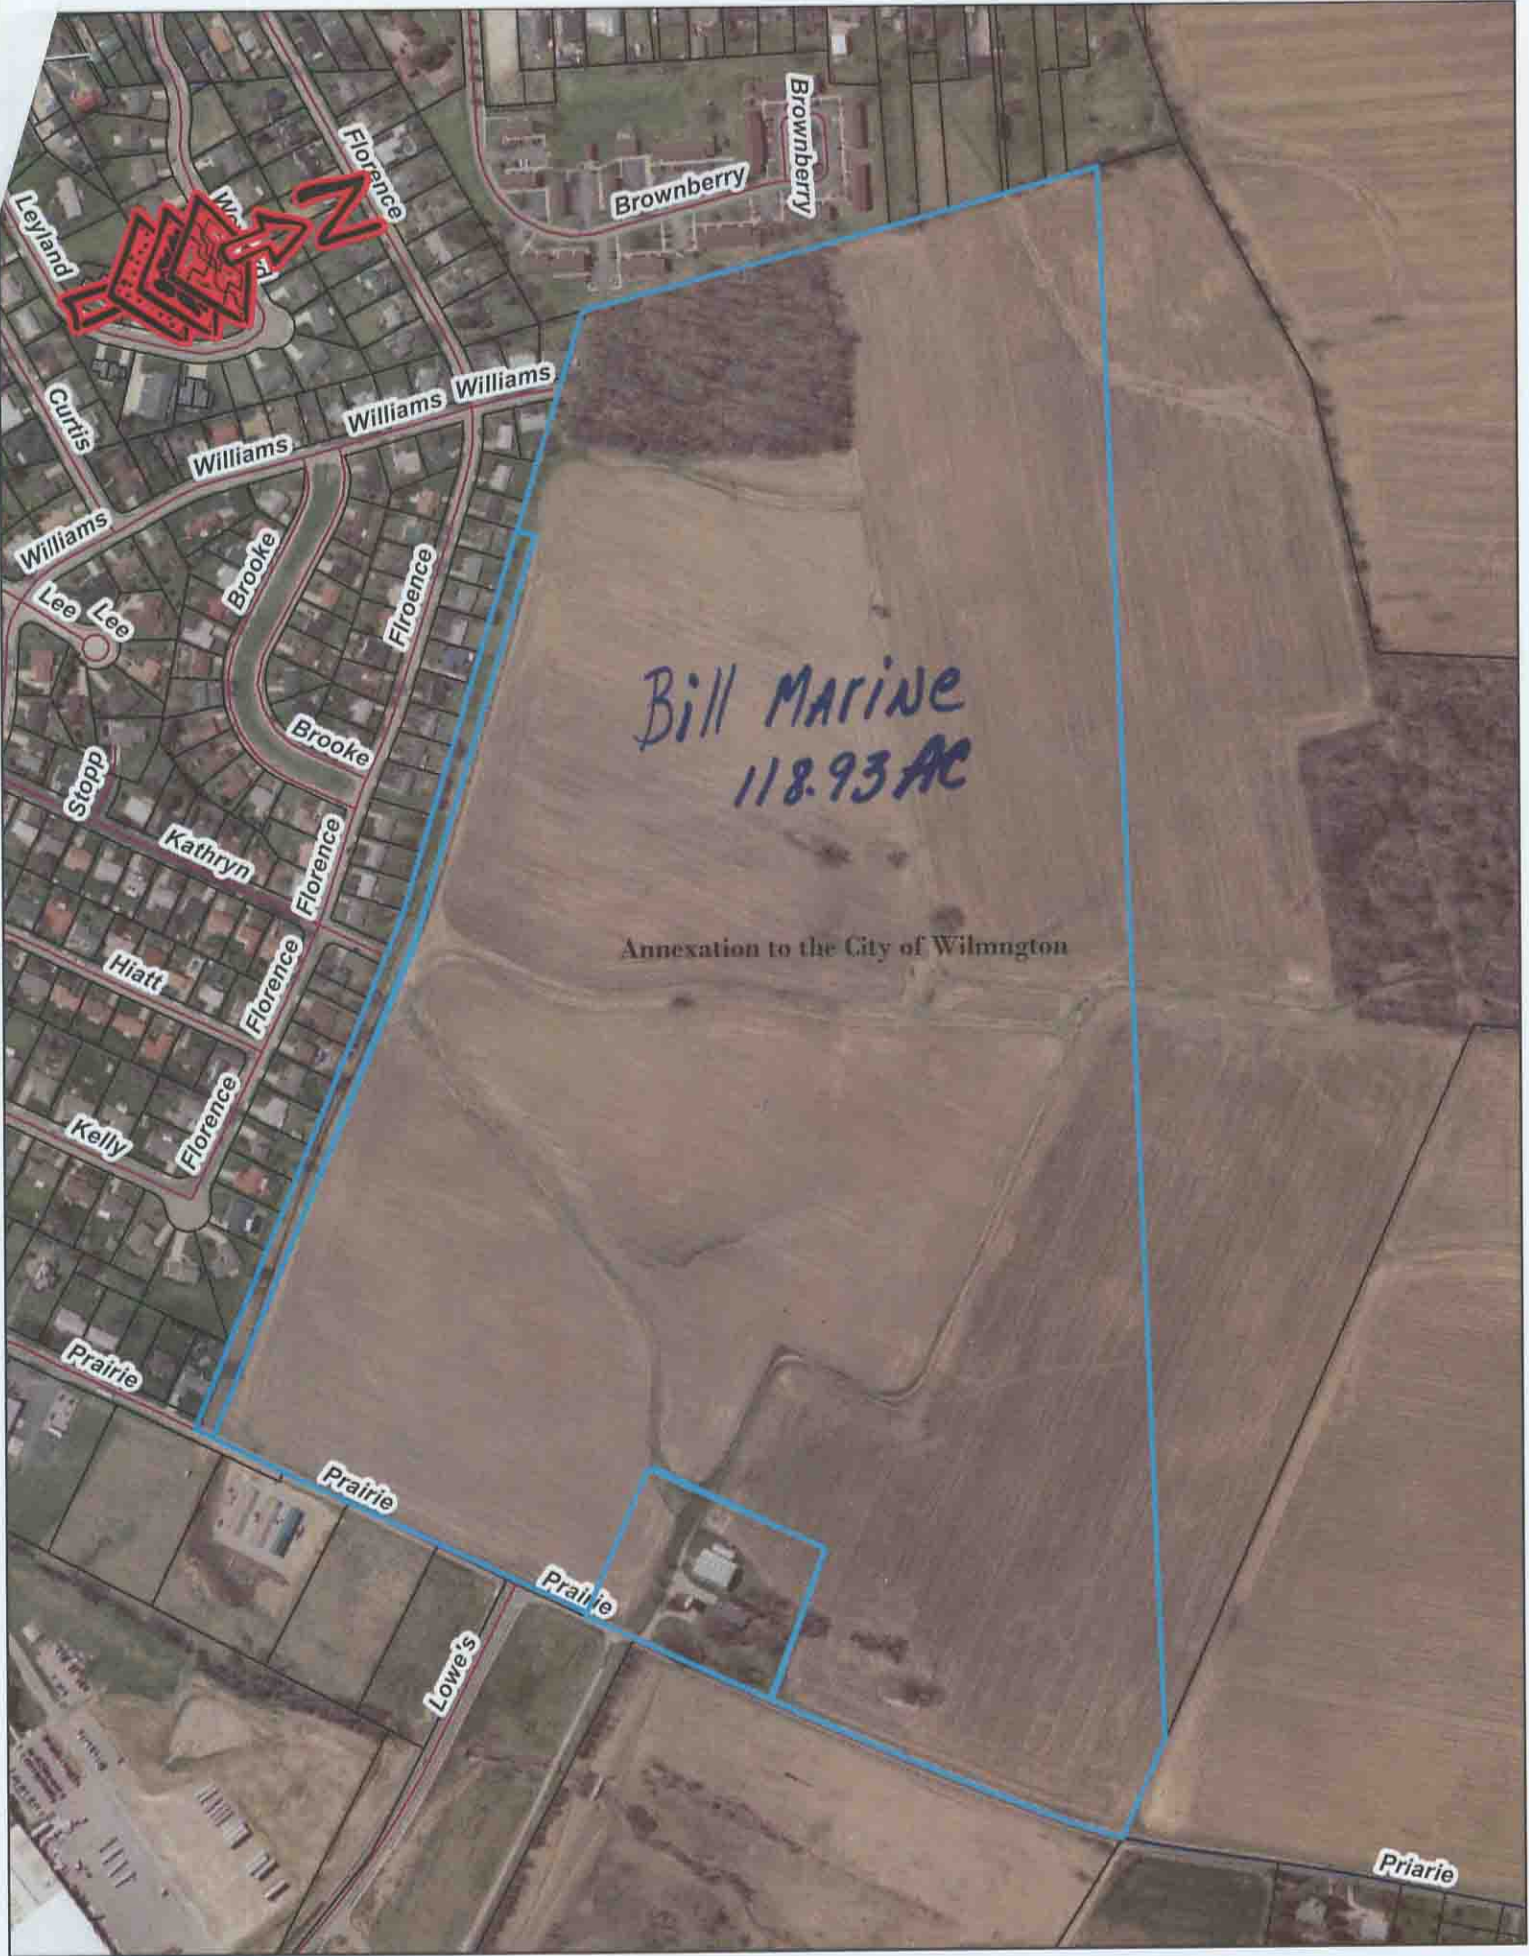 Florence
Brownberry
Brownberry
Leyland
N
Williams
Williams
Williams
Williams
Curtis
Brooke
Flroence
Lee
Lee
Bill Marine
118.93 AC
Brooke
Stopp
Kathryn
Florence
Annexation to the City of Wilmngton
Hiatt
Florence
Kelly
Florence
Prairie
Prairie
Prairie
Lowe's
Priarie